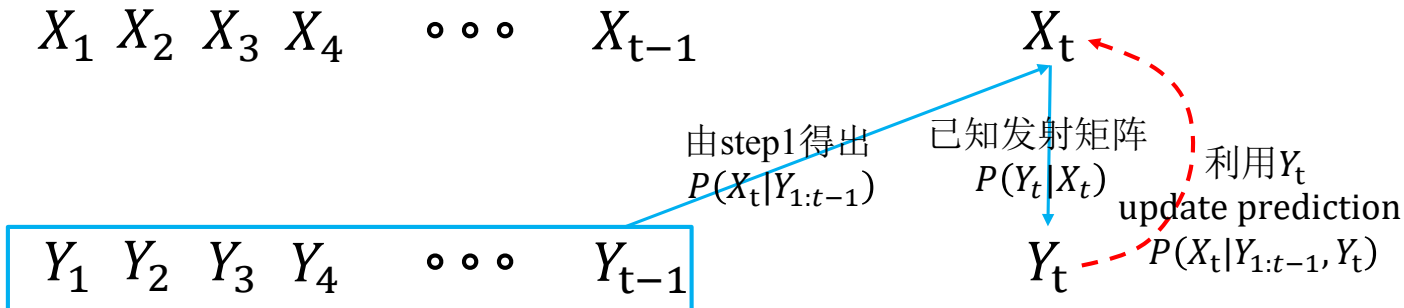 X₁ X₂ X₃ X₄ ∘∘∘ Xₜ₋₁ Xₜ
由step1得出
P(Xₜ|Y₁:ₜ₋₁)
已知发射矩阵
P(Yₜ|Xₜ)
利用Yₜ
update prediction
P(Xₜ|Y₁:ₜ₋₁, Yₜ)
Y₁ Y₂ Y₃ Y₄ ∘∘∘ Yₜ₋₁ Yₜ